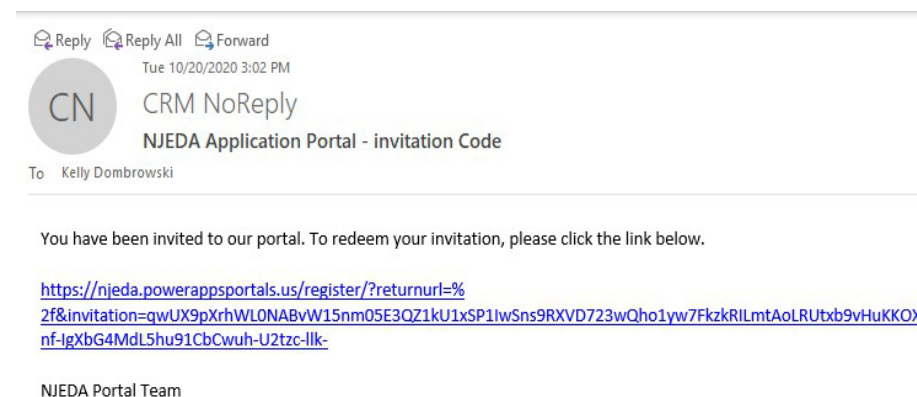 Reply Reply All Forward
Tue 10/20/2020 3:02 PM
CN
CRM NoReply
NJEDA Application Portal - invitation Code
To Kelly Dombrowski
You have been invited to our portal. To redeem your invitation, please click the link below.
https://njeda.powerappsportals.us/register/?returnurl=%
2f&invitation=qwUX9pXrhWL0NABvW15nm05E3QZ1kU1xSP1IwSns9RXVD723wQho1yw7FkzkRILmtAoLRUtxb9vHuKKOX
nf-IgXbG4MdL5hu91CbCwuh-U2tzc-llk-
NJEDA Portal Team